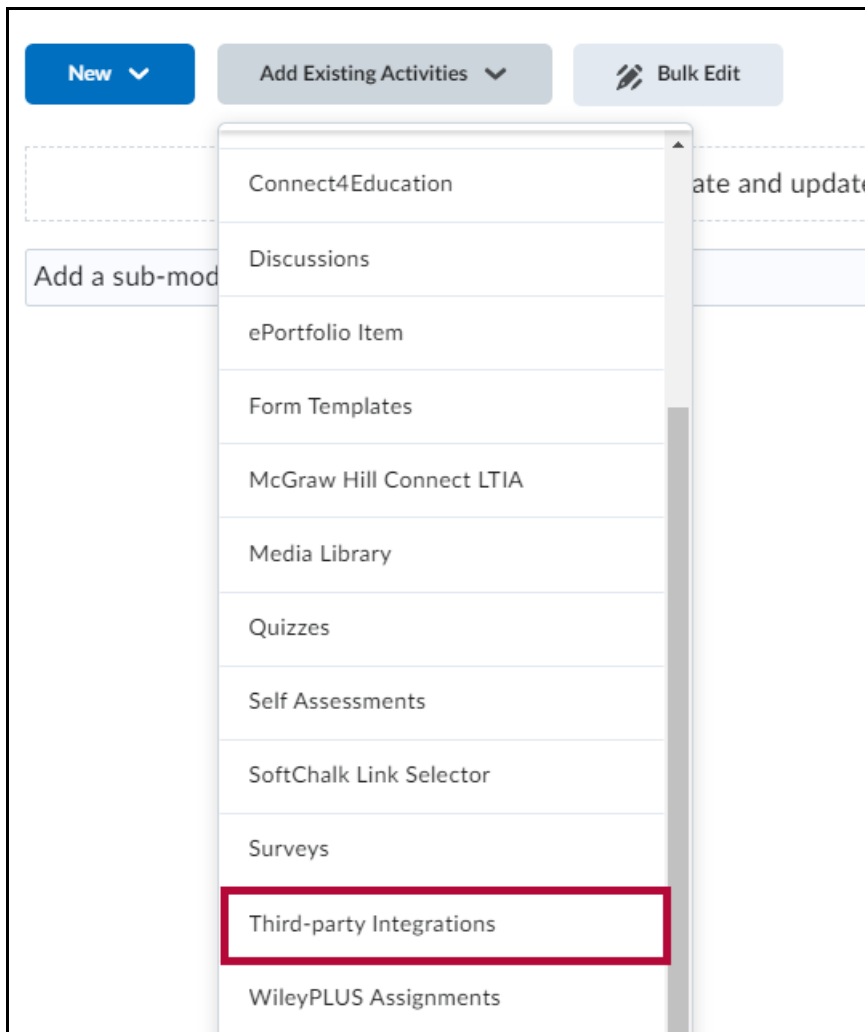 New
Add Existing Activities
Bulk Edit
ate and update
Add a sub-mod
Connect4Education
Discussions
ePortfolio Item
Form Templates
McGraw Hill Connect LTIA
Media Library
Quizzes
Self Assessments
SoftChalk Link Selector
Surveys
Third-party Integrations
WileyPLUS Assignments